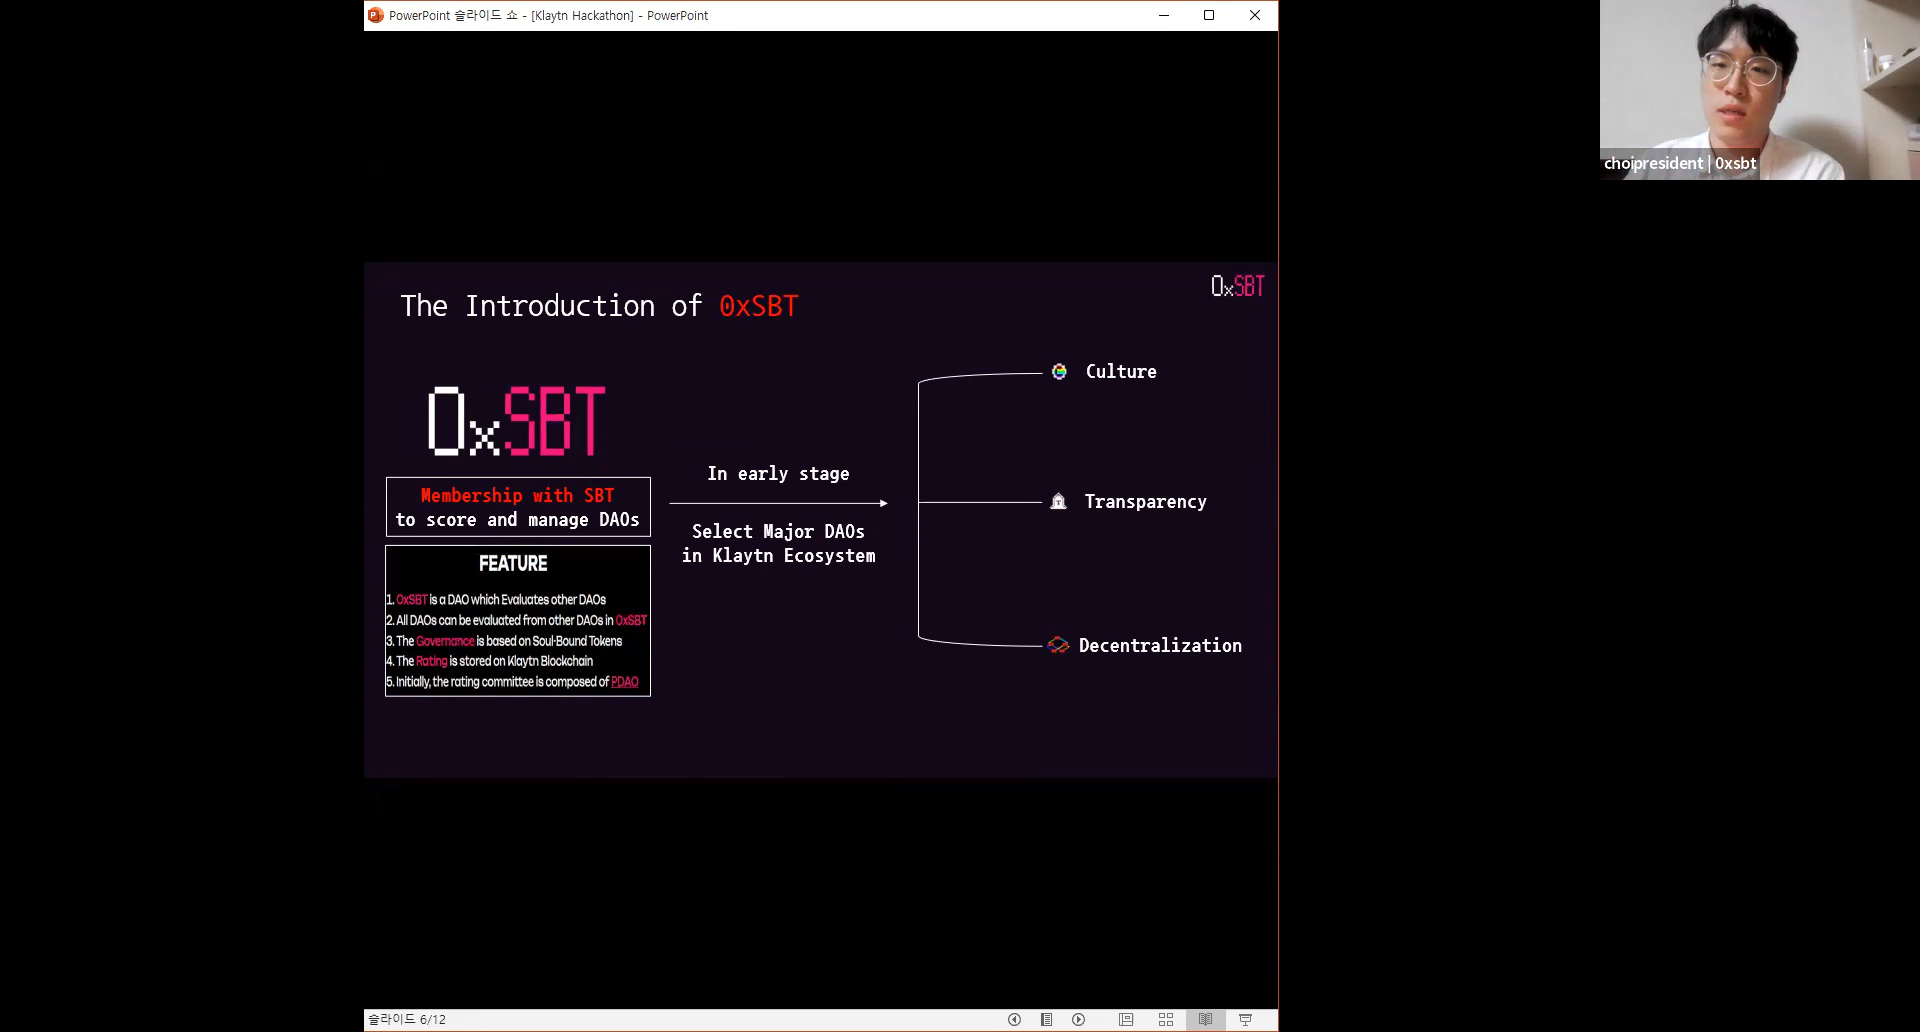 PowerPoint 슬라이드 쇼 - [Klaytn Hackathon] - PowerPoint
choipresident | 0xsbt
The Introduction of 0xSBT
0xSBT
0xSBT
Membership with SBT
to score and manage DAOs
FEATURE
1. 0xSBT is a DAO which Evaluates other DAOs
2. All DAOs can be evaluated from other DAOs in 0xSBT
3. The Governance is based on Soul-Bound Tokens
4. The Rating is stored on Klaytn Blockchain
5. Initially, the rating committee is composed of PDAO
In early stage
Select Major DAOs
in Klaytn Ecosystem
Culture
Transparency
Decentralization
슬라이드 6/12